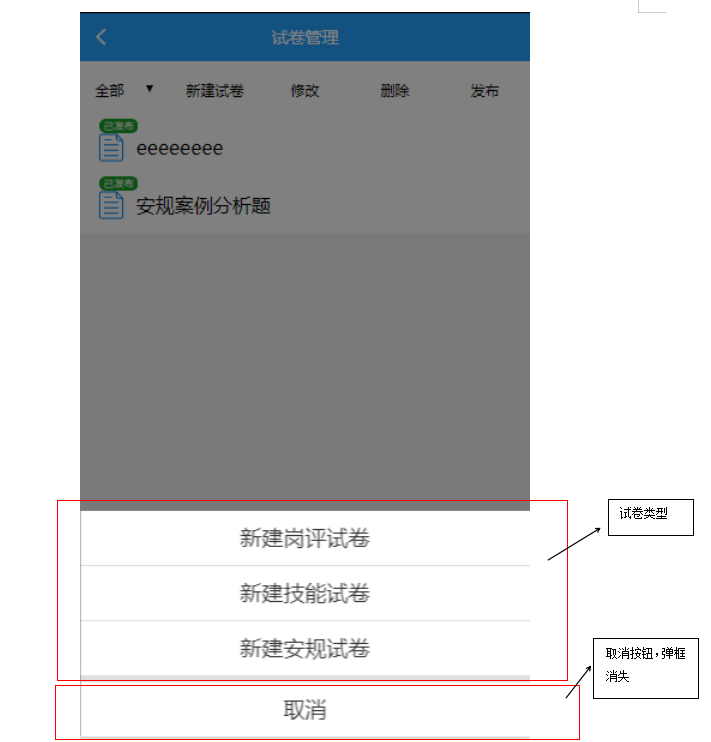 试卷管理
全部 ▼ 新建试卷 修改 删除 发布
已发布
eeeeeeee
已发布
安规案例分析题
试卷类型
新建岗评试卷
新建技能试卷
新建安规试卷
取消按钮，弹框
消失
取消